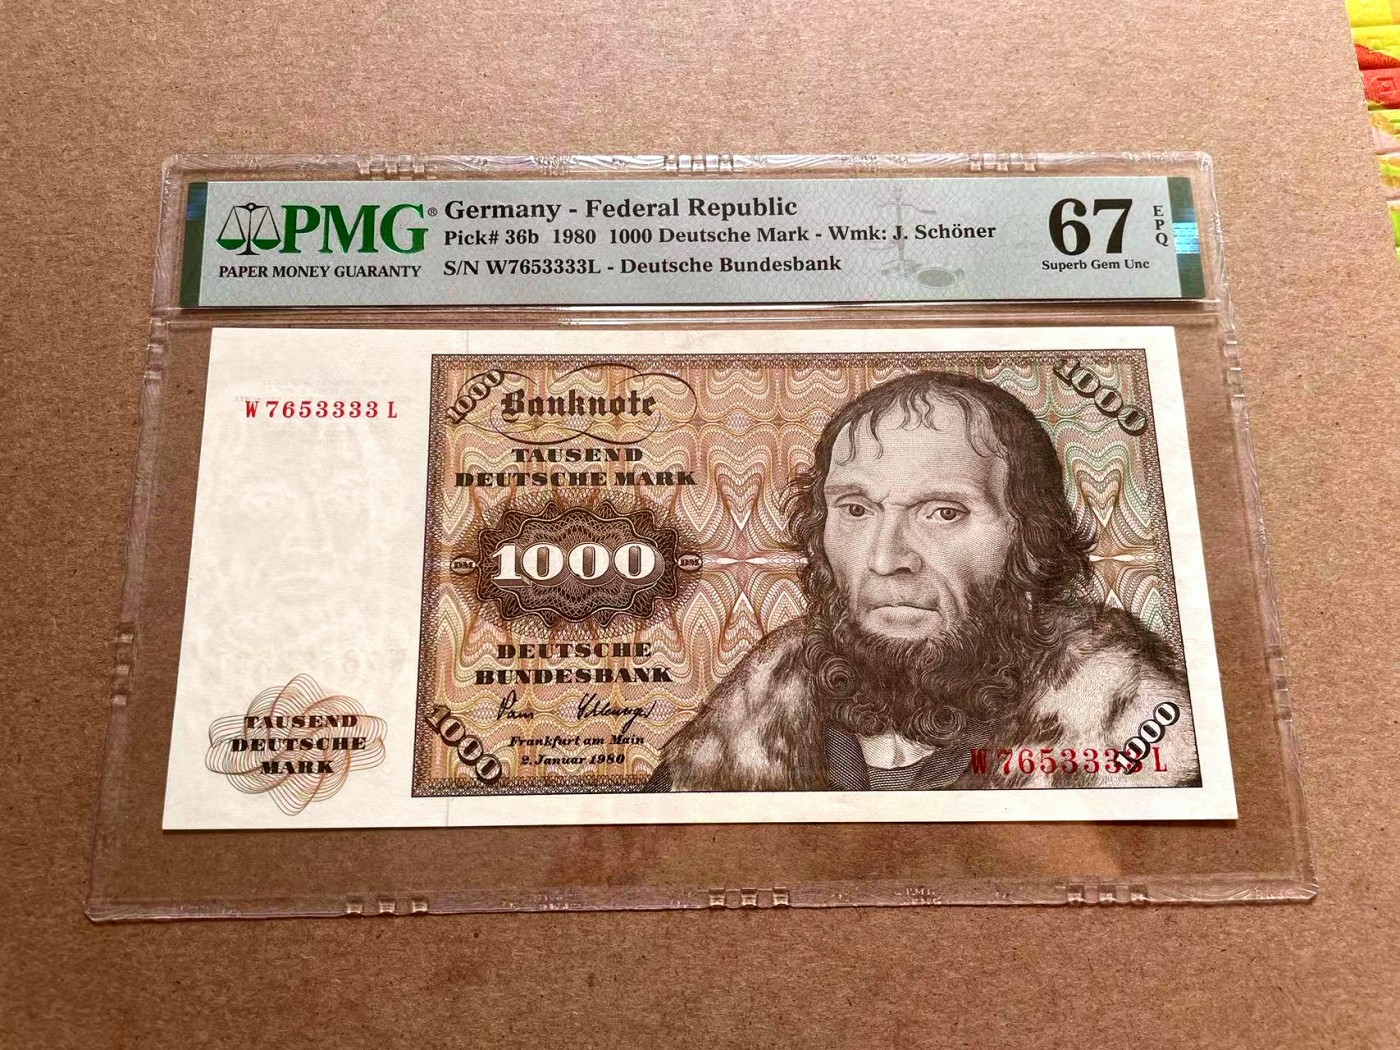 PMG®
PAPER MONEY GUARANTY
Germany - Federal Republic
Pick# 36b 1980 1000 Deutsche Mark - Wmk: J. Schöner
S/N W7653333L - Deutsche Bundesbank
67
EPQ
Superb Gem Unc
W 7653333 L
1000
Banknote
1000
TAUSEND
DEUTSCHE MARK
DM
1000
DM
DEUTSCHE
BUNDESBANK
Frankfurt am Main
2. Januar 1980
1000
TAUSEND
DEUTSCHE
MARK
1000
W 7653333 L